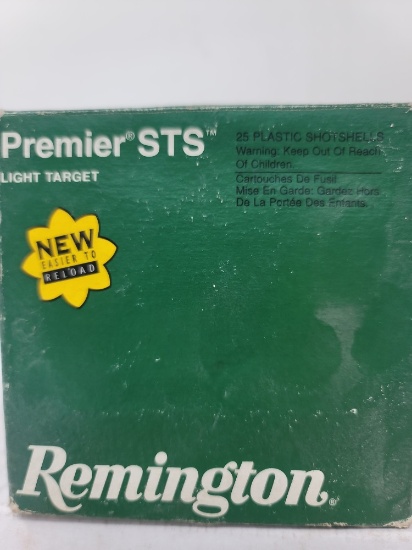 Premier® STS™
LIGHT TARGET
25 PLASTIC SHOTSHELLS
Warning: Keep Out Of Reach
Of Children.
Cartouches De Fusil
Mise En Garde: Gardez Hors
De La Portée Des Enfants.
NEW
EASIER TO
RELOAD
Remington®